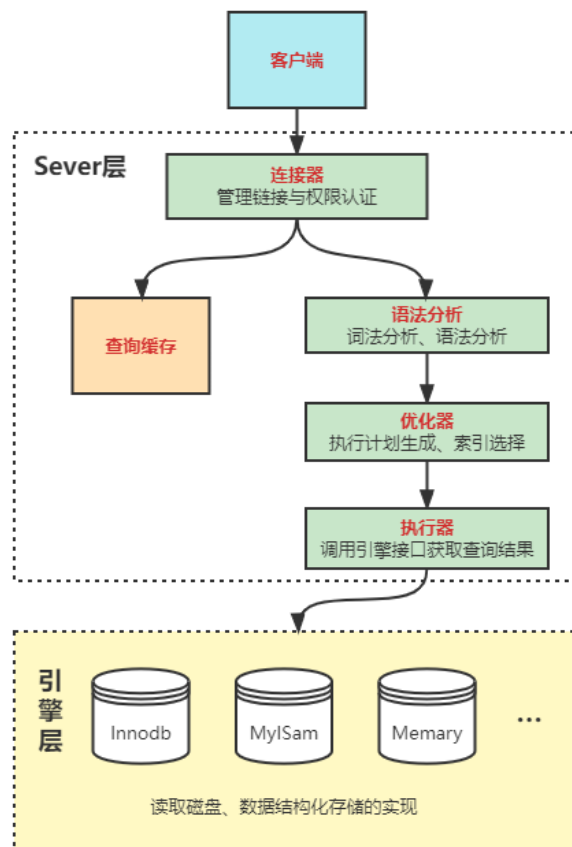 客户端
Sever层
连接器
管理链接与权限认证
查询缓存
语法分析
词法分析、语法分析
优化器
执行计划生成、索引选择
执行器
调用引擎接口获取查询结果
引擎层
Innodb
MyISam
Memary
...
读取磁盘、数据结构化存储的实现